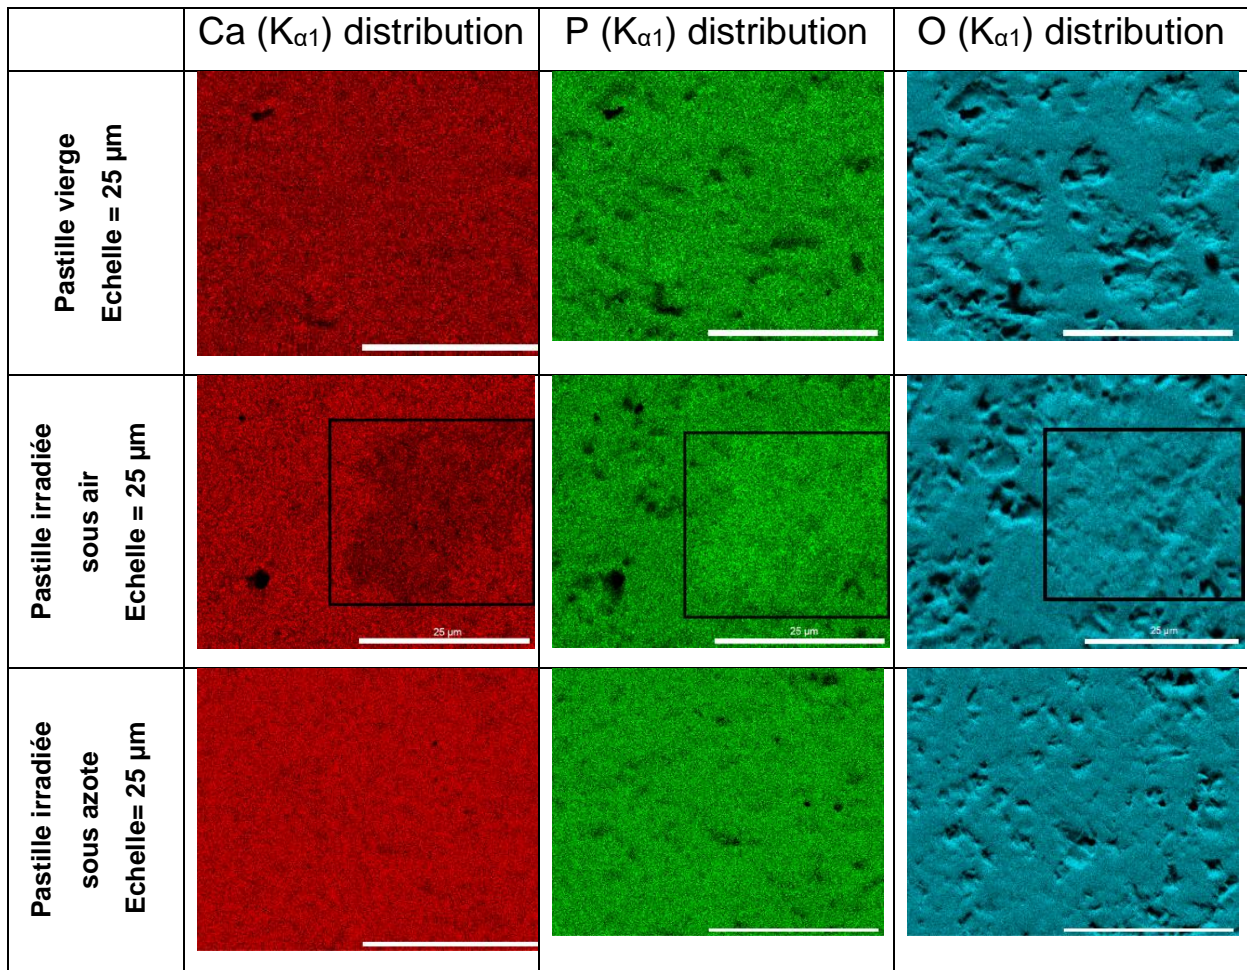 Ca (Kα1) distribution
P (Kα1) distribution
O (Kα1) distribution
Pastille vierge
Echelle = 25 µm
Pastille irradiée
sous air
Echelle = 25 µm
25 µm
25 µm
25 µm
Pastille irradiée
sous azote
Echelle= 25 µm